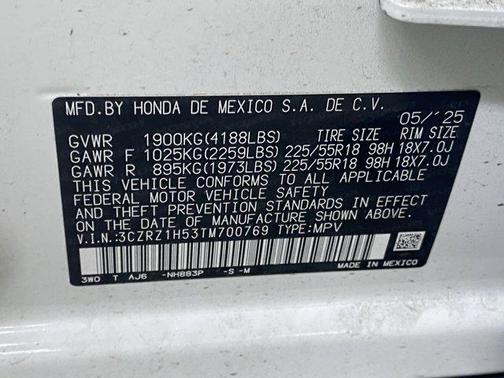 MFD.BY HONDA DE MEXICO S.A. DE C.V. 05/'25
GVWR 1900KG(4188LBS) TIRE SIZE RIM SIZE
GAWR F 1025KG(2259LBS) 225/55R18 98H 18X7.0J
GAWR R 895KG(1973LBS) 225/55R18 98H 18X7.0J
THIS VEHICLE CONFORMS TO ALL APPLICABLE
FEDERAL MOTOR VEHICLE SAFETY
AND THEFT PREVENTION STANDARDS IN EFFECT
ON THE DATE OF MANUFACTURE SHOWN ABOVE.
V.I.N.:3CZRZ1H53TM700769 TYPE:MPV
3W0 T AJ6 -NH883P -S -M
MADE IN MEXICO